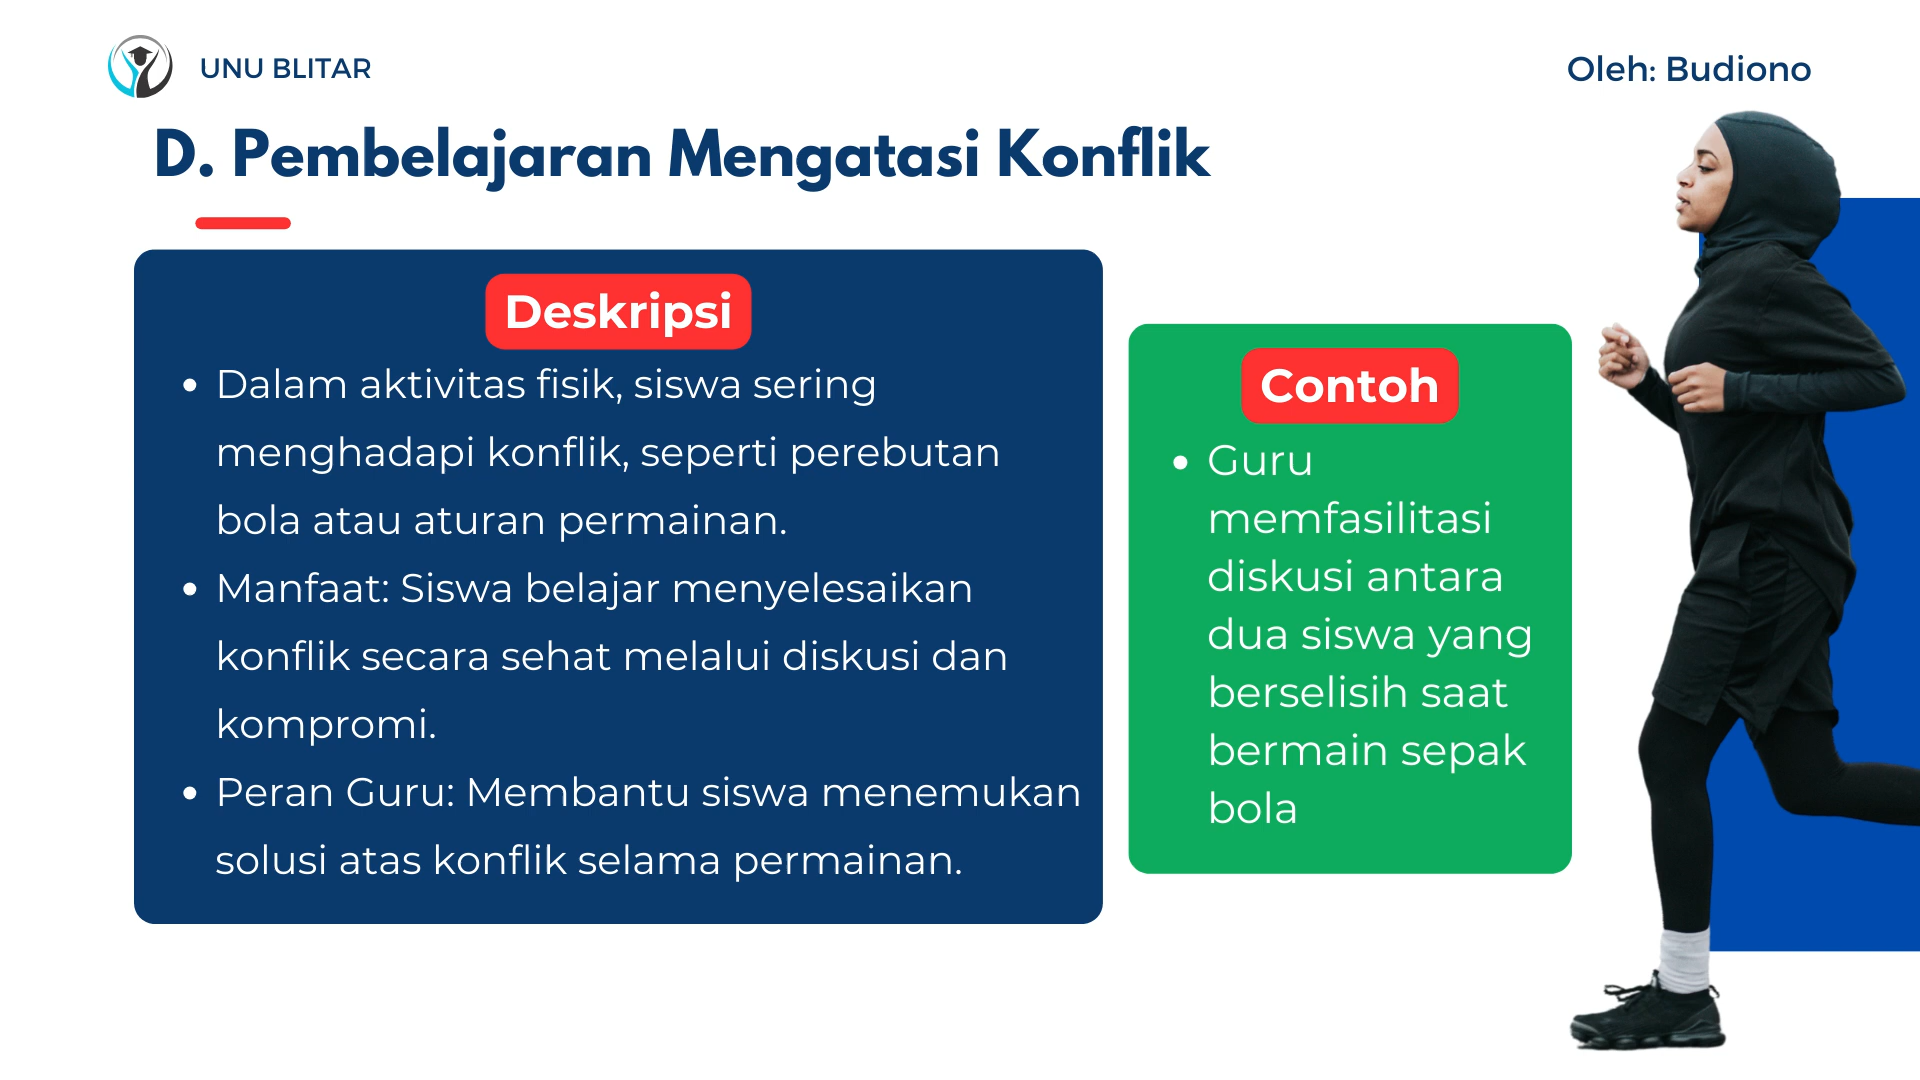 UNU BLITAR
Oleh: Budiono
D. Pembelajaran Mengatasi Konflik
Deskripsi
• Dalam aktivitas fisik, siswa sering
menghadapi konflik, seperti perebutan
bola atau aturan permainan.
• Manfaat: Siswa belajar menyelesaikan
konflik secara sehat melalui diskusi dan
kompromi.
• Peran Guru: Membantu siswa menemukan
solusi atas konflik selama permainan.
Contoh
• Guru
memfasilitasi
diskusi antara
dua siswa yang
berselisih saat
bermain sepak
bola